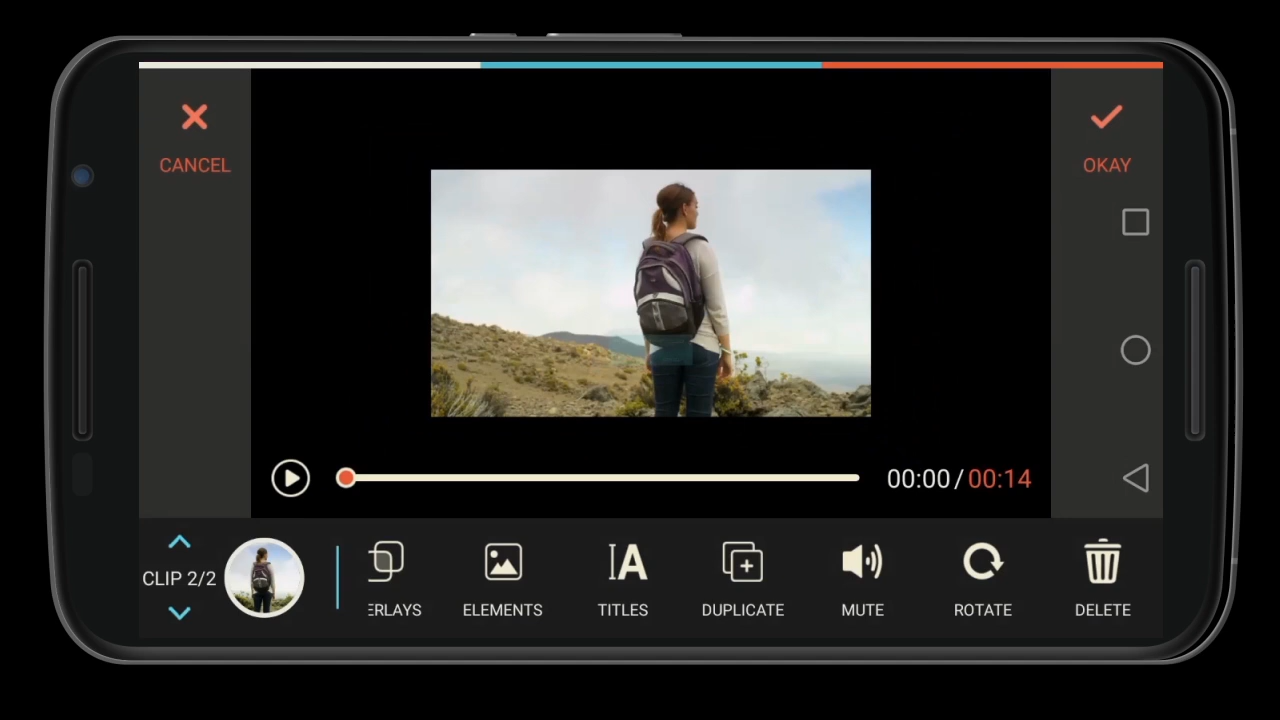 CANCEL
OKAY
00:00/00:14
CLIP 2/2
ERLAYS
ELEMENTS
TITLES
DUPLICATE
MUTE
ROTATE
DELETE